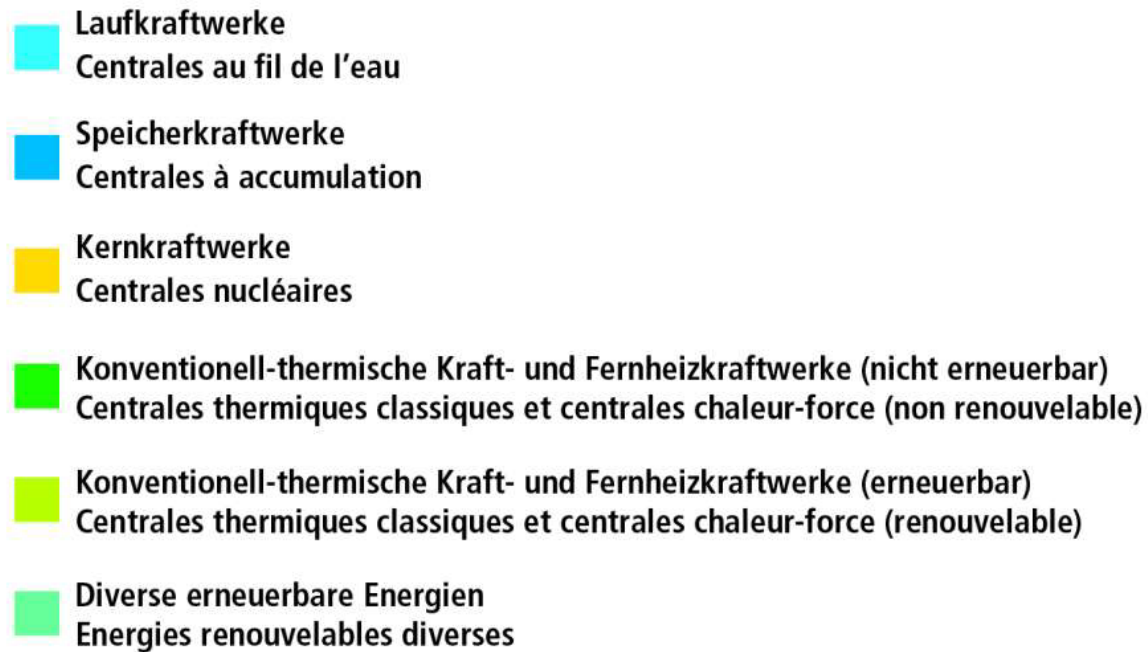 Laufkraftwerke
Centrales au fil de l’eau
Speicherkraftwerke
Centrales à accumulation
Kernkraftwerke
Centrales nucléaires
Konventionell-thermische Kraft- und Fernheizkraftwerke (nicht erneuerbar)
Centrales thermiques classiques et centrales chaleur-force (non renouvelable)
Konventionell-thermische Kraft- und Fernheizkraftwerke (erneuerbar)
Centrales thermiques classiques et centrales chaleur-force (renouvelable)
Diverse erneuerbare Energien
Energies renouvelables diverses